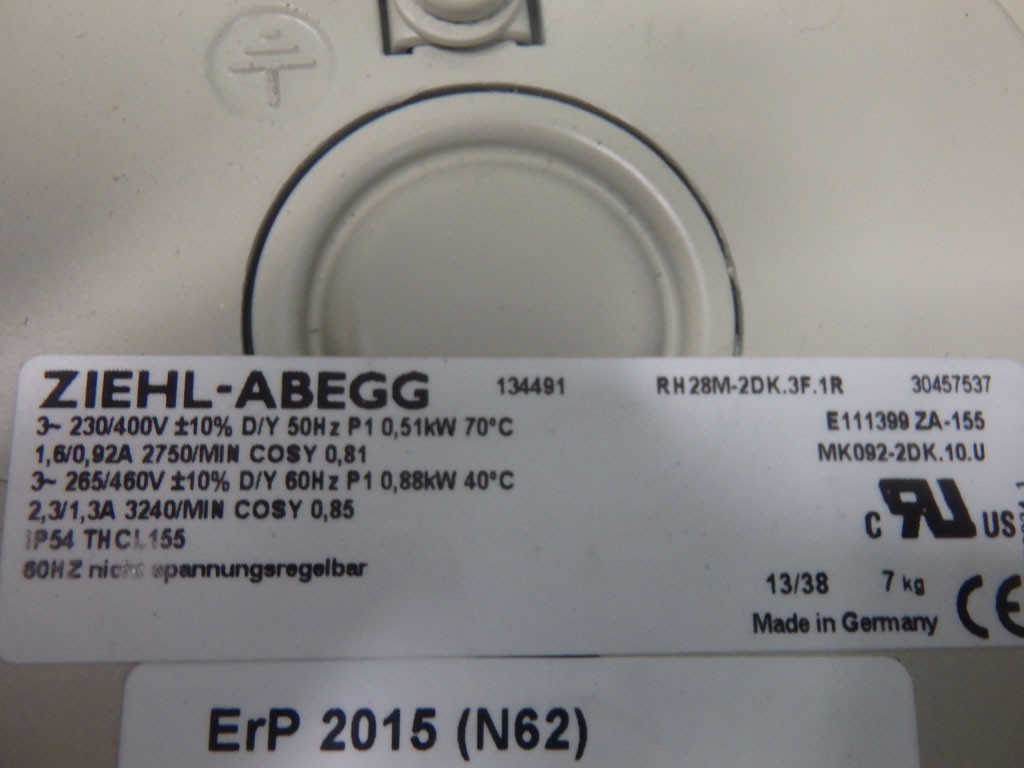 ZIEHL-ABEGG 134491 RH28M-2DK.3F.1R 30457537
3~ 230/400V ±10% D/Y 50Hz P1 0,51kW 70°C E111399 ZA-155
1,6/0,92A 2750/MIN COSY 0,81 MK092-2DK.10.U
3~ 265/460V ±10% D/Y 60Hz P1 0,88kW 40°C
2,3/1,3A 3240/MIN COSY 0,85
IP54 THCL155 C RU US
60HZ nicht spannungsregelbar
13/38 7 kg CE
Made in Germany
ErP 2015 (N62)